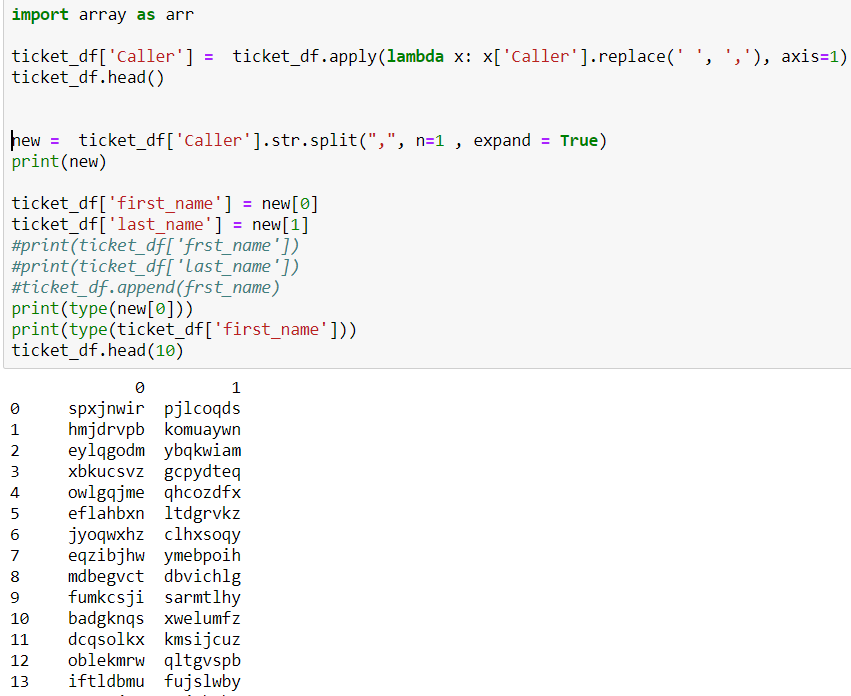 import array as arr
ticket_df['Caller'] =  ticket_df.apply(lambda x: x['Caller'].replace(' ', ','), axis=1)
ticket_df.head()
new =  ticket_df['Caller'].str.split(",", n=1 , expand = True)
print(new)
ticket_df['first_name'] = new[0]
ticket_df['last_name'] = new[1]
#print(ticket_df['frst_name'])
#print(ticket_df['last_name'])
#ticket_df.append(frst_name)
print(type(new[0]))
print(type(ticket_df['first_name']))
ticket_df.head(10)
0 1
0 spxjnwir pjlcoqds
1 hmjdrvpb komuaywn
2 eylqgodm ybqkwiam
3 xbkucsvz gcpydteq
4 owlgqjme qhcozdfx
5 eflahbxn ltdgrvkz
6 jyoqwxhz clhxsoqy
7 eqzibjhw ymebpoih
8 mdbegvct dbvichlg
9 fumkcsji sarmtlhy
10 badgknqs xwelumfz
11 dcqsolkx kmsijcuz
12 oblekmrw qltgvspb
13 iftldbmu fujslwby